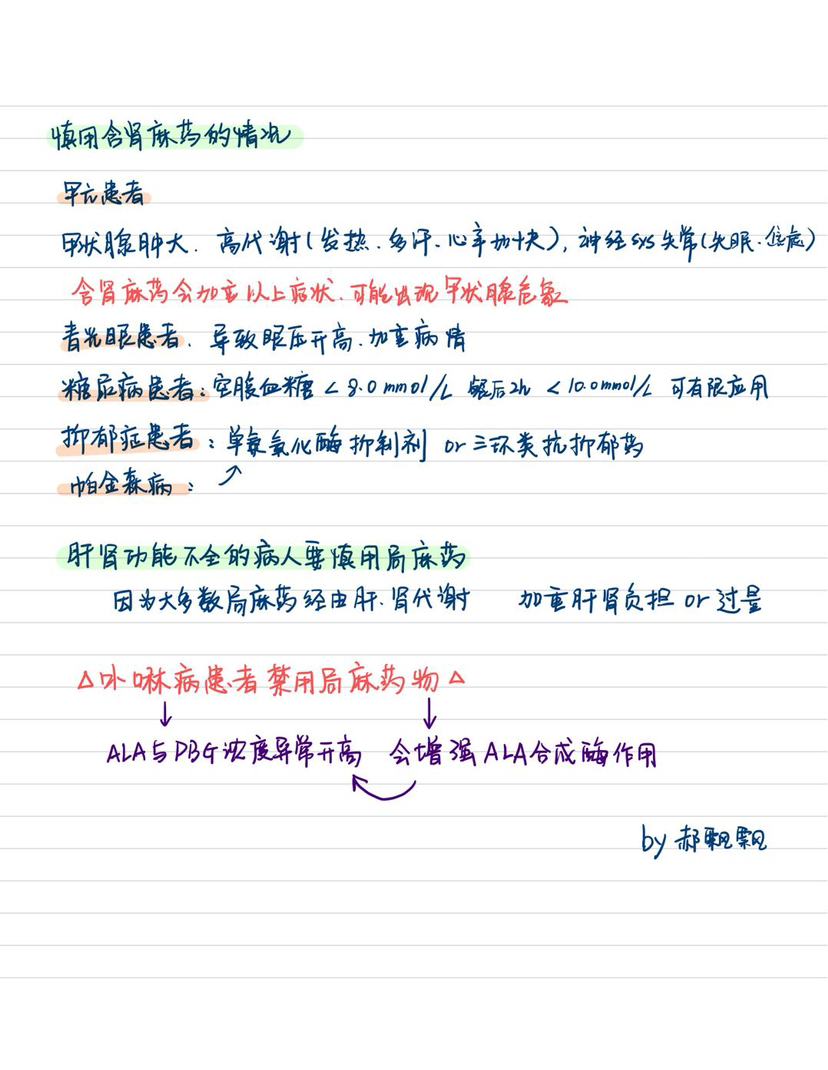 慎用含肾麻药的情况
甲亢患者
甲状腺肿大. 高代谢(发热.多汗.心率加快),神经sys失常(失眠.
含肾麻药会加重以上症状.可能出现甲状腺危象
青光眼患者. 导致眼压升高.加重病情
糖尿病患者:空腹血糖<8.0mmol/L 餐后2h <10.0mmol/L 可有限应用
抑郁症患者:单氨氧化酶抑制剂 or 三环类抗抑郁药
帕金森病:
肝肾功能不全的病人要慎用局麻药
因为大多数局麻药经由肝.肾代谢 加重肝肾负担 or 过量
△卟啉病患者禁用局麻药物△
ALA与PBG浓度异常升高 会增强ALA合成酶作用
by 郝飘飘